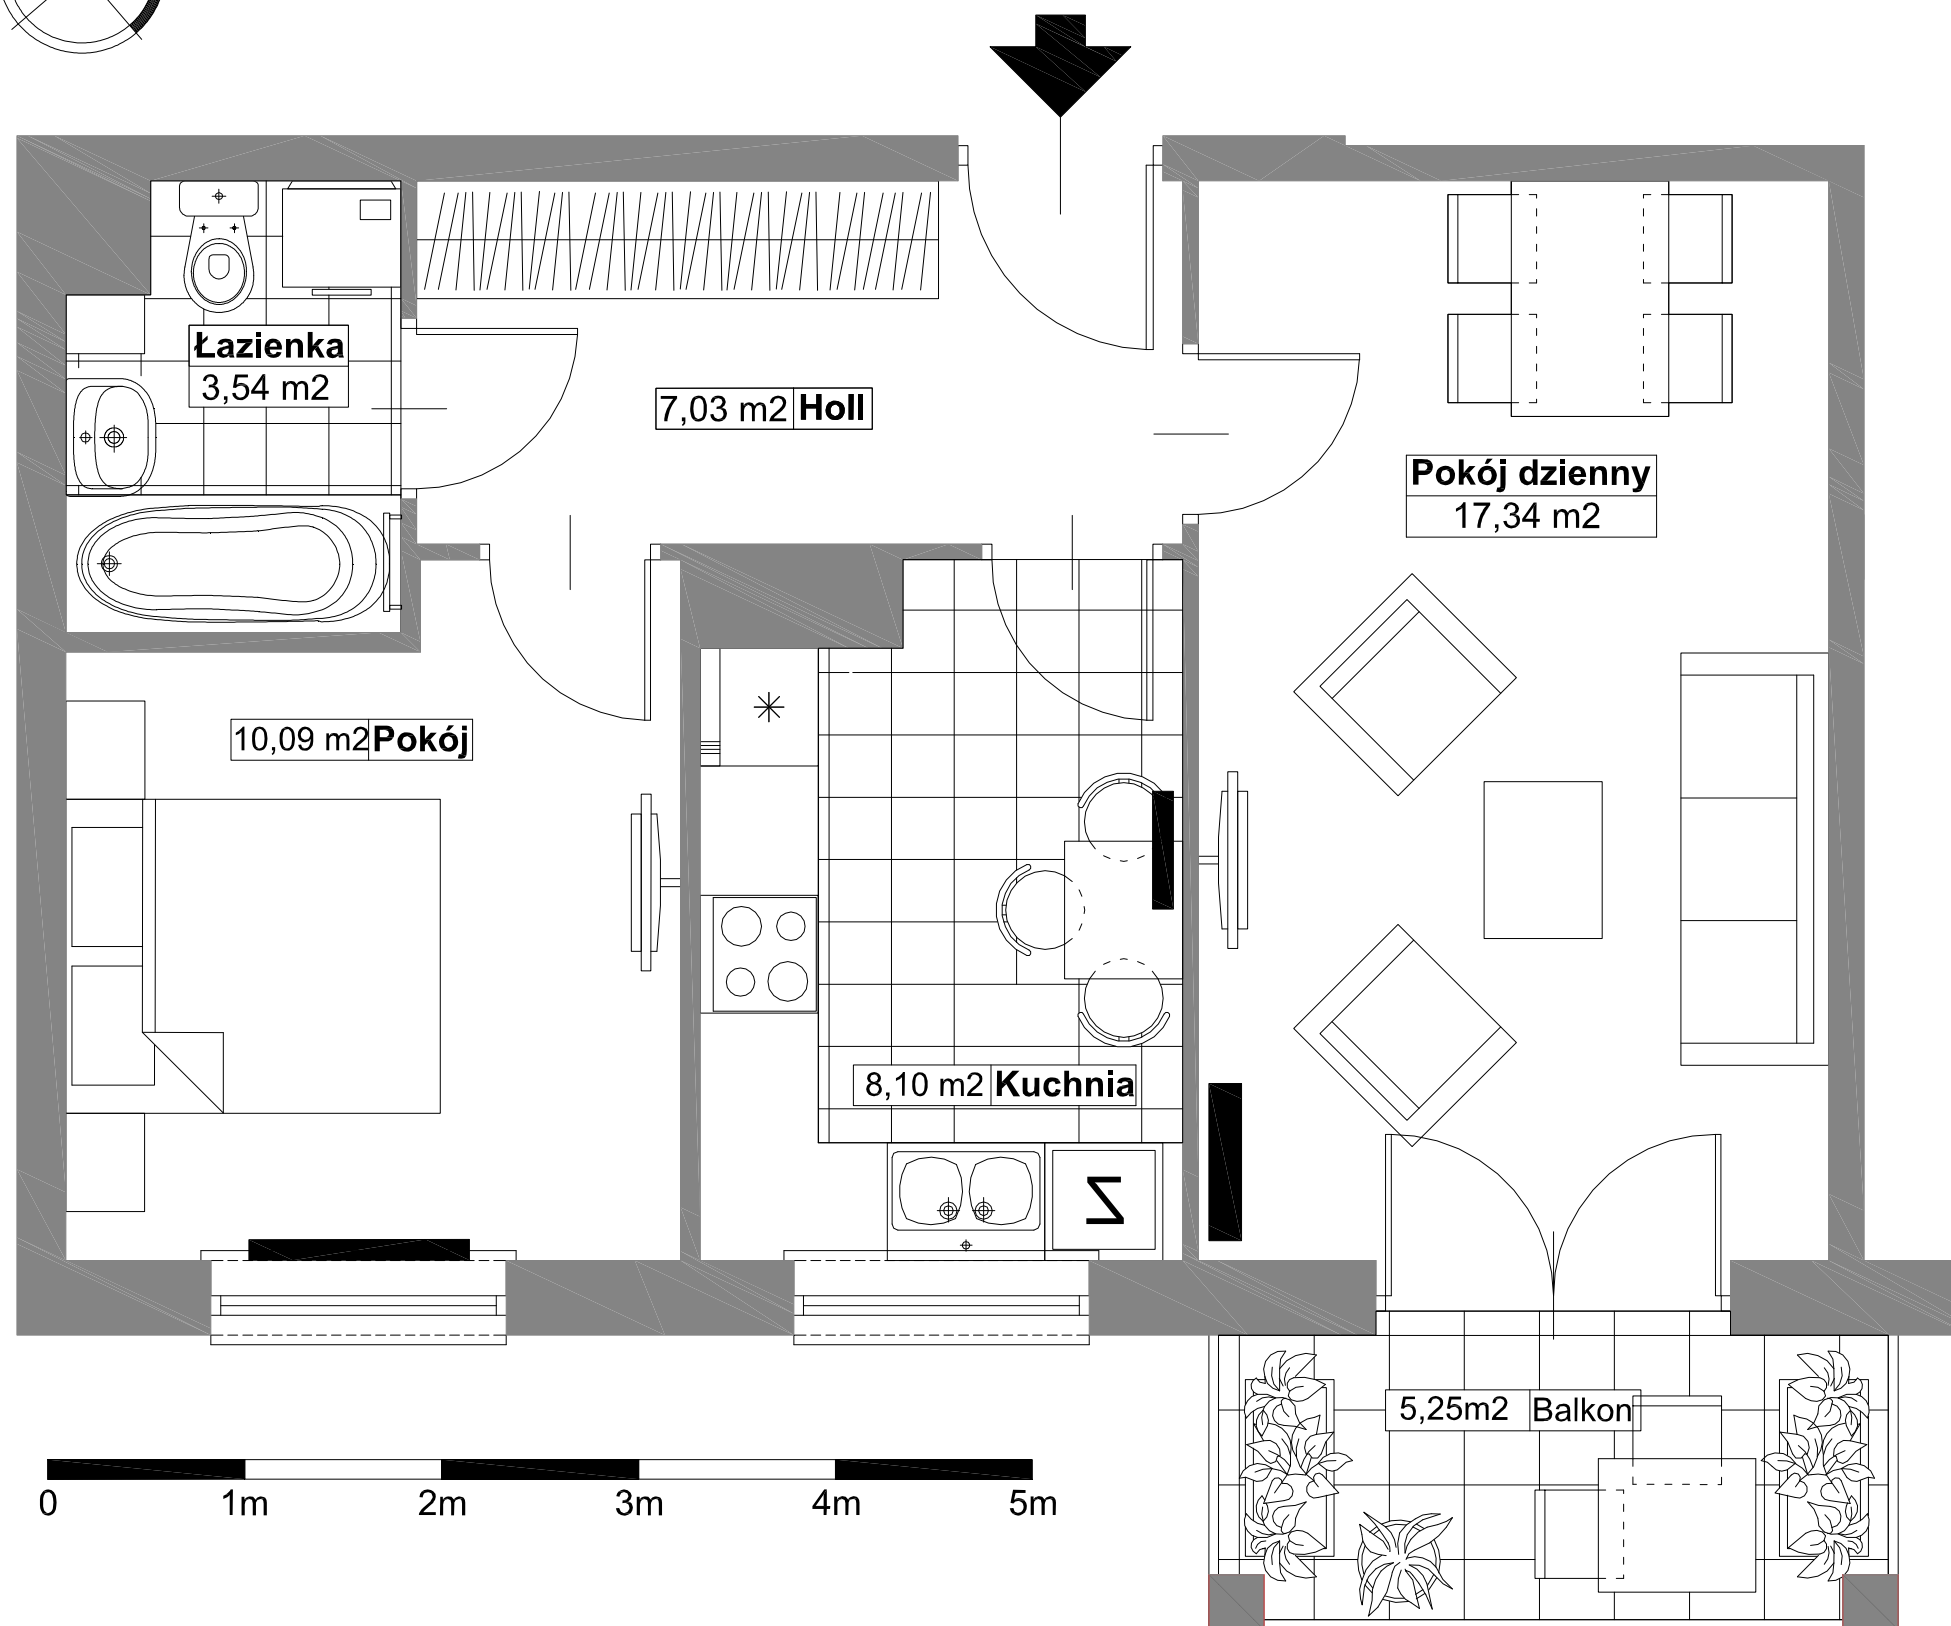 Łazienka
3,54 m2
7,03 m2 Holl
Pokój dzienny
17,34 m2
10,09 m2 Pokój
8,10 m2 Kuchnia
Z
5,25m2 Balkon
0 1m 2m 3m 4m 5m